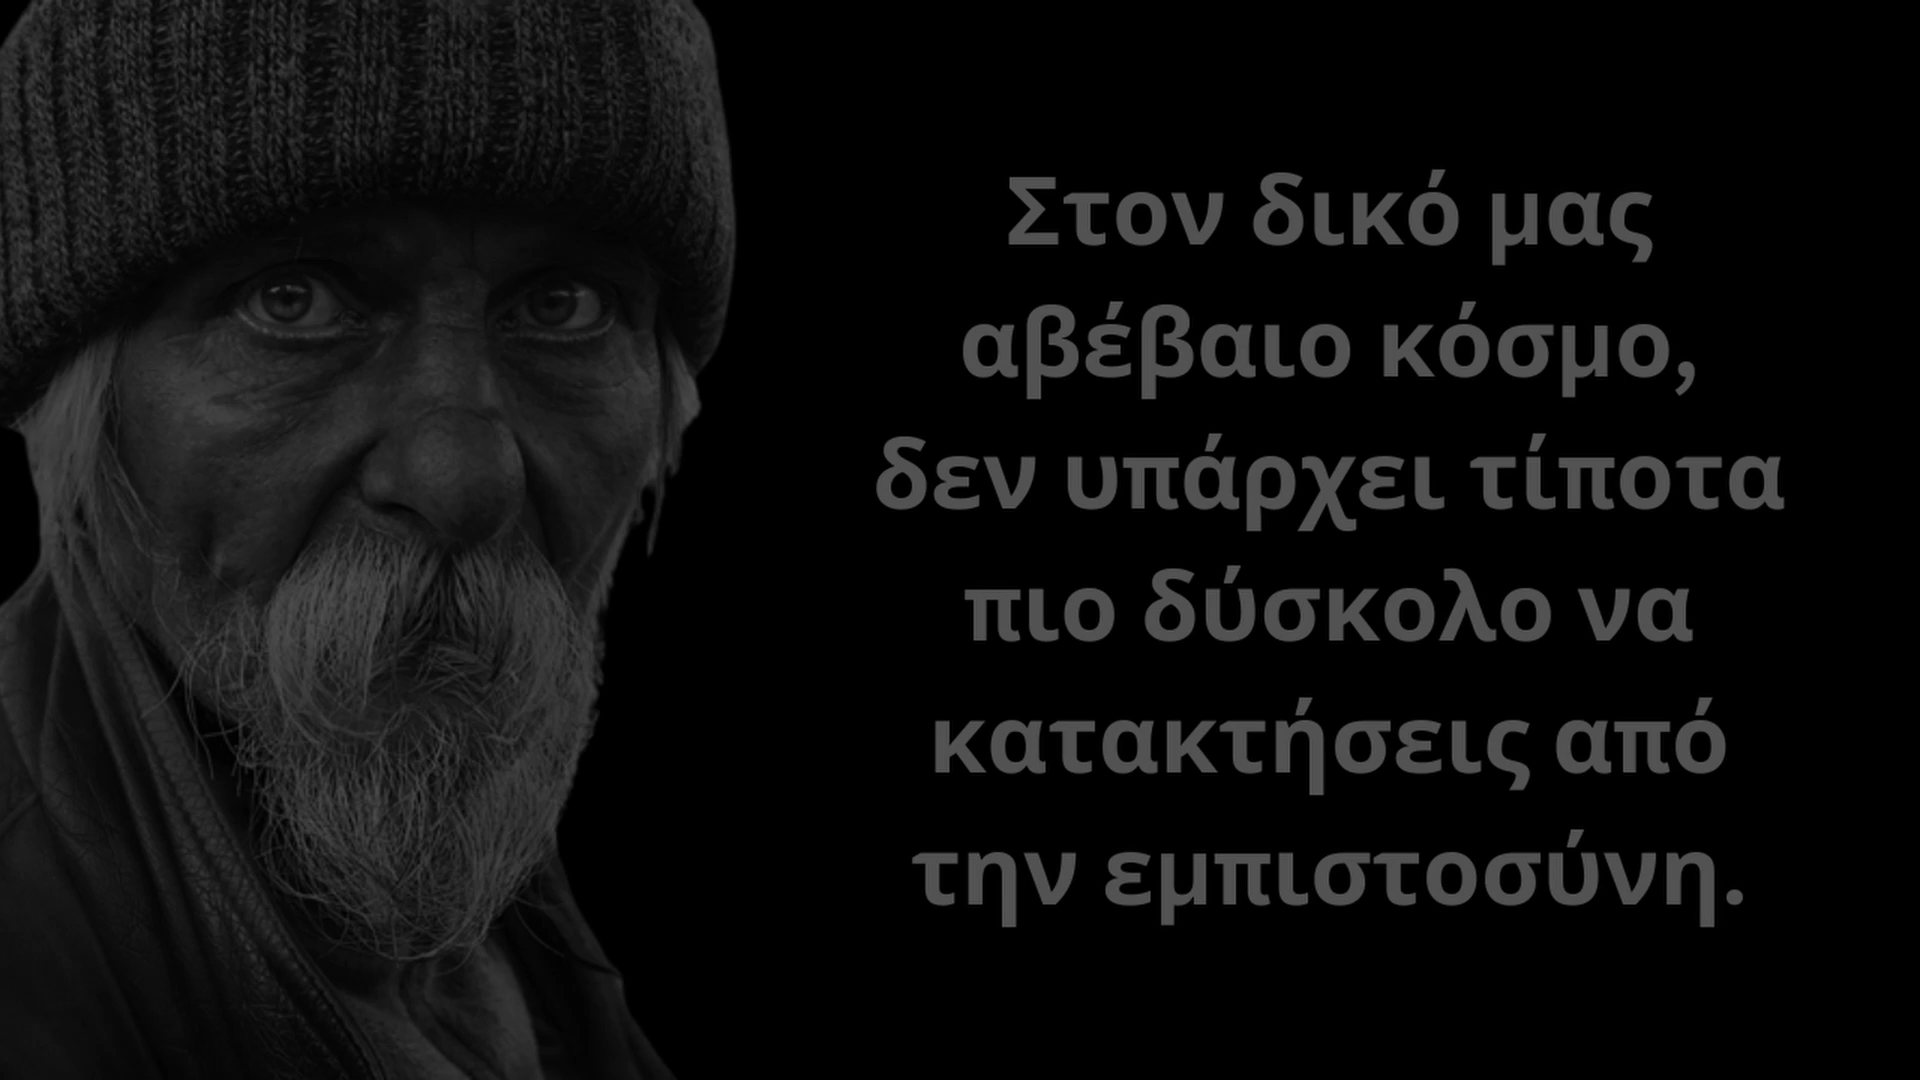 Στον δικό μας
αβέβαιο κόσμο,
δεν υπάρχει τίποτα
πιο δύσκολο να
κατακτήσεις από
την εμπιστοσύνη.